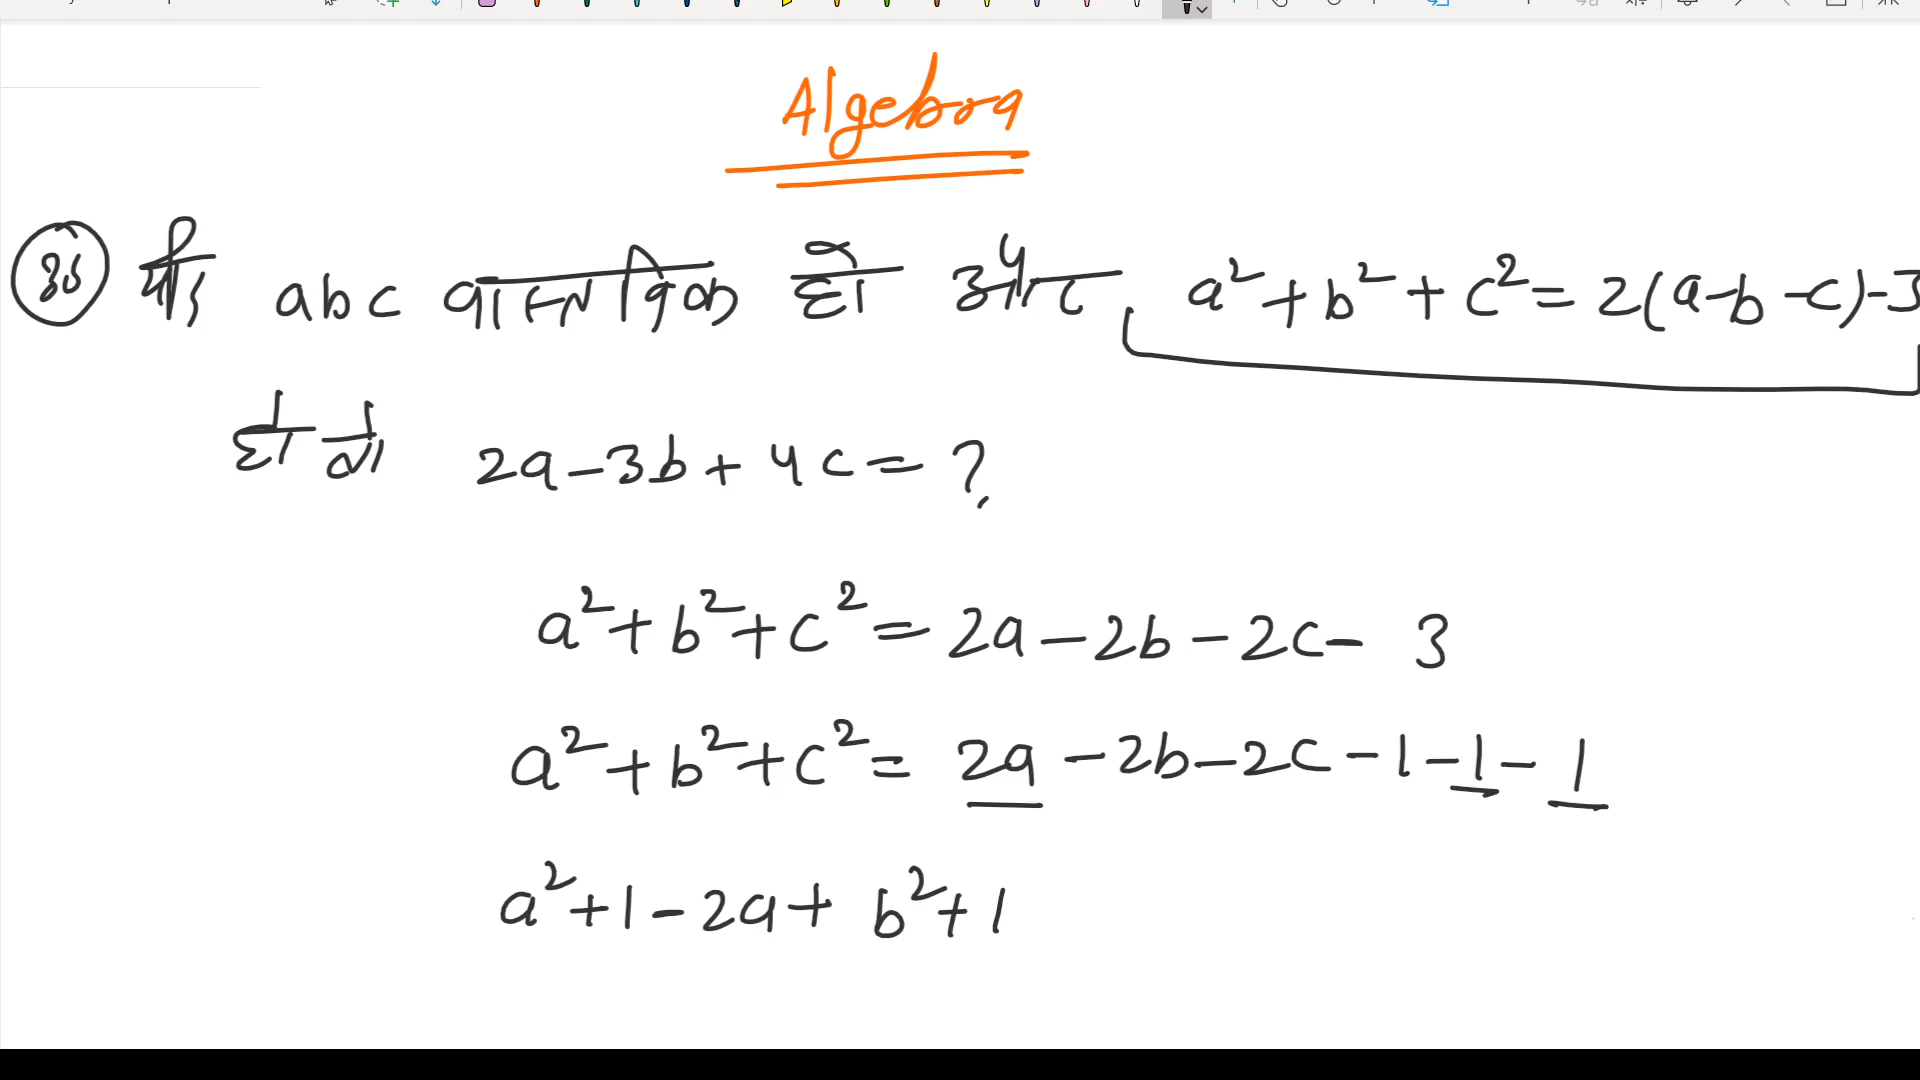 Algebra
36 यदि abc वास्तविक हो और a²+b²+c²=2(a-b-c)-3
हो तो 2a-3b+4c=?
a²+b²+c²=2a-2b-2c-3
a²+b²+c²=2a-2b-2c-1-1-1
a²+1-2a+b²+1